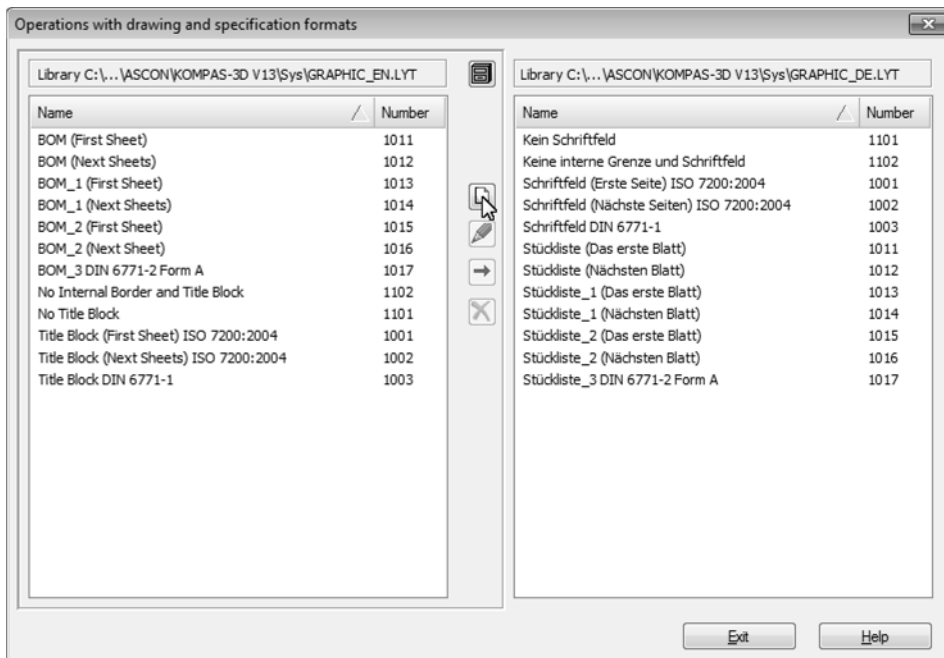 Operations with drawing and specification formats
Library C:\...\ASCON\KOMPAS-3D V13\Sys\GRAPHIC_EN.LYT
Name Number
BOM (First Sheet) 1011
BOM (Next Sheets) 1012
BOM_1 (First Sheet) 1013
BOM_1 (Next Sheets) 1014
BOM_2 (First Sheet) 1015
BOM_2 (Next Sheet) 1016
BOM_3 DIN 6771-2 Form A 1017
No Internal Border and Title Block 1102
No Title Block 1101
Title Block (First Sheet) ISO 7200:2004 1001
Title Block (Next Sheets) ISO 7200:2004 1002
Title Block DIN 6771-1 1003
Library C:\...\ASCON\KOMPAS-3D V13\Sys\GRAPHIC_DE.LYT
Name Number
Kein Schriftfeld 1101
Keine interne Grenze und Schriftfeld 1102
Schriftfeld (Erste Seite) ISO 7200:2004 1001
Schriftfeld (Nächste Seiten) ISO 7200:2004 1002
Schriftfeld DIN 6771-1 1003
Stückliste (Das erste Blatt) 1011
Stückliste (Nächsten Blatt) 1012
Stückliste_1 (Das erste Blatt) 1013
Stückliste_1 (Nächsten Blatt) 1014
Stückliste_2 (Das erste Blatt) 1015
Stückliste_2 (Nächsten Blatt) 1016
Stückliste_3 DIN 6771-2 Form A 1017
Exit Help